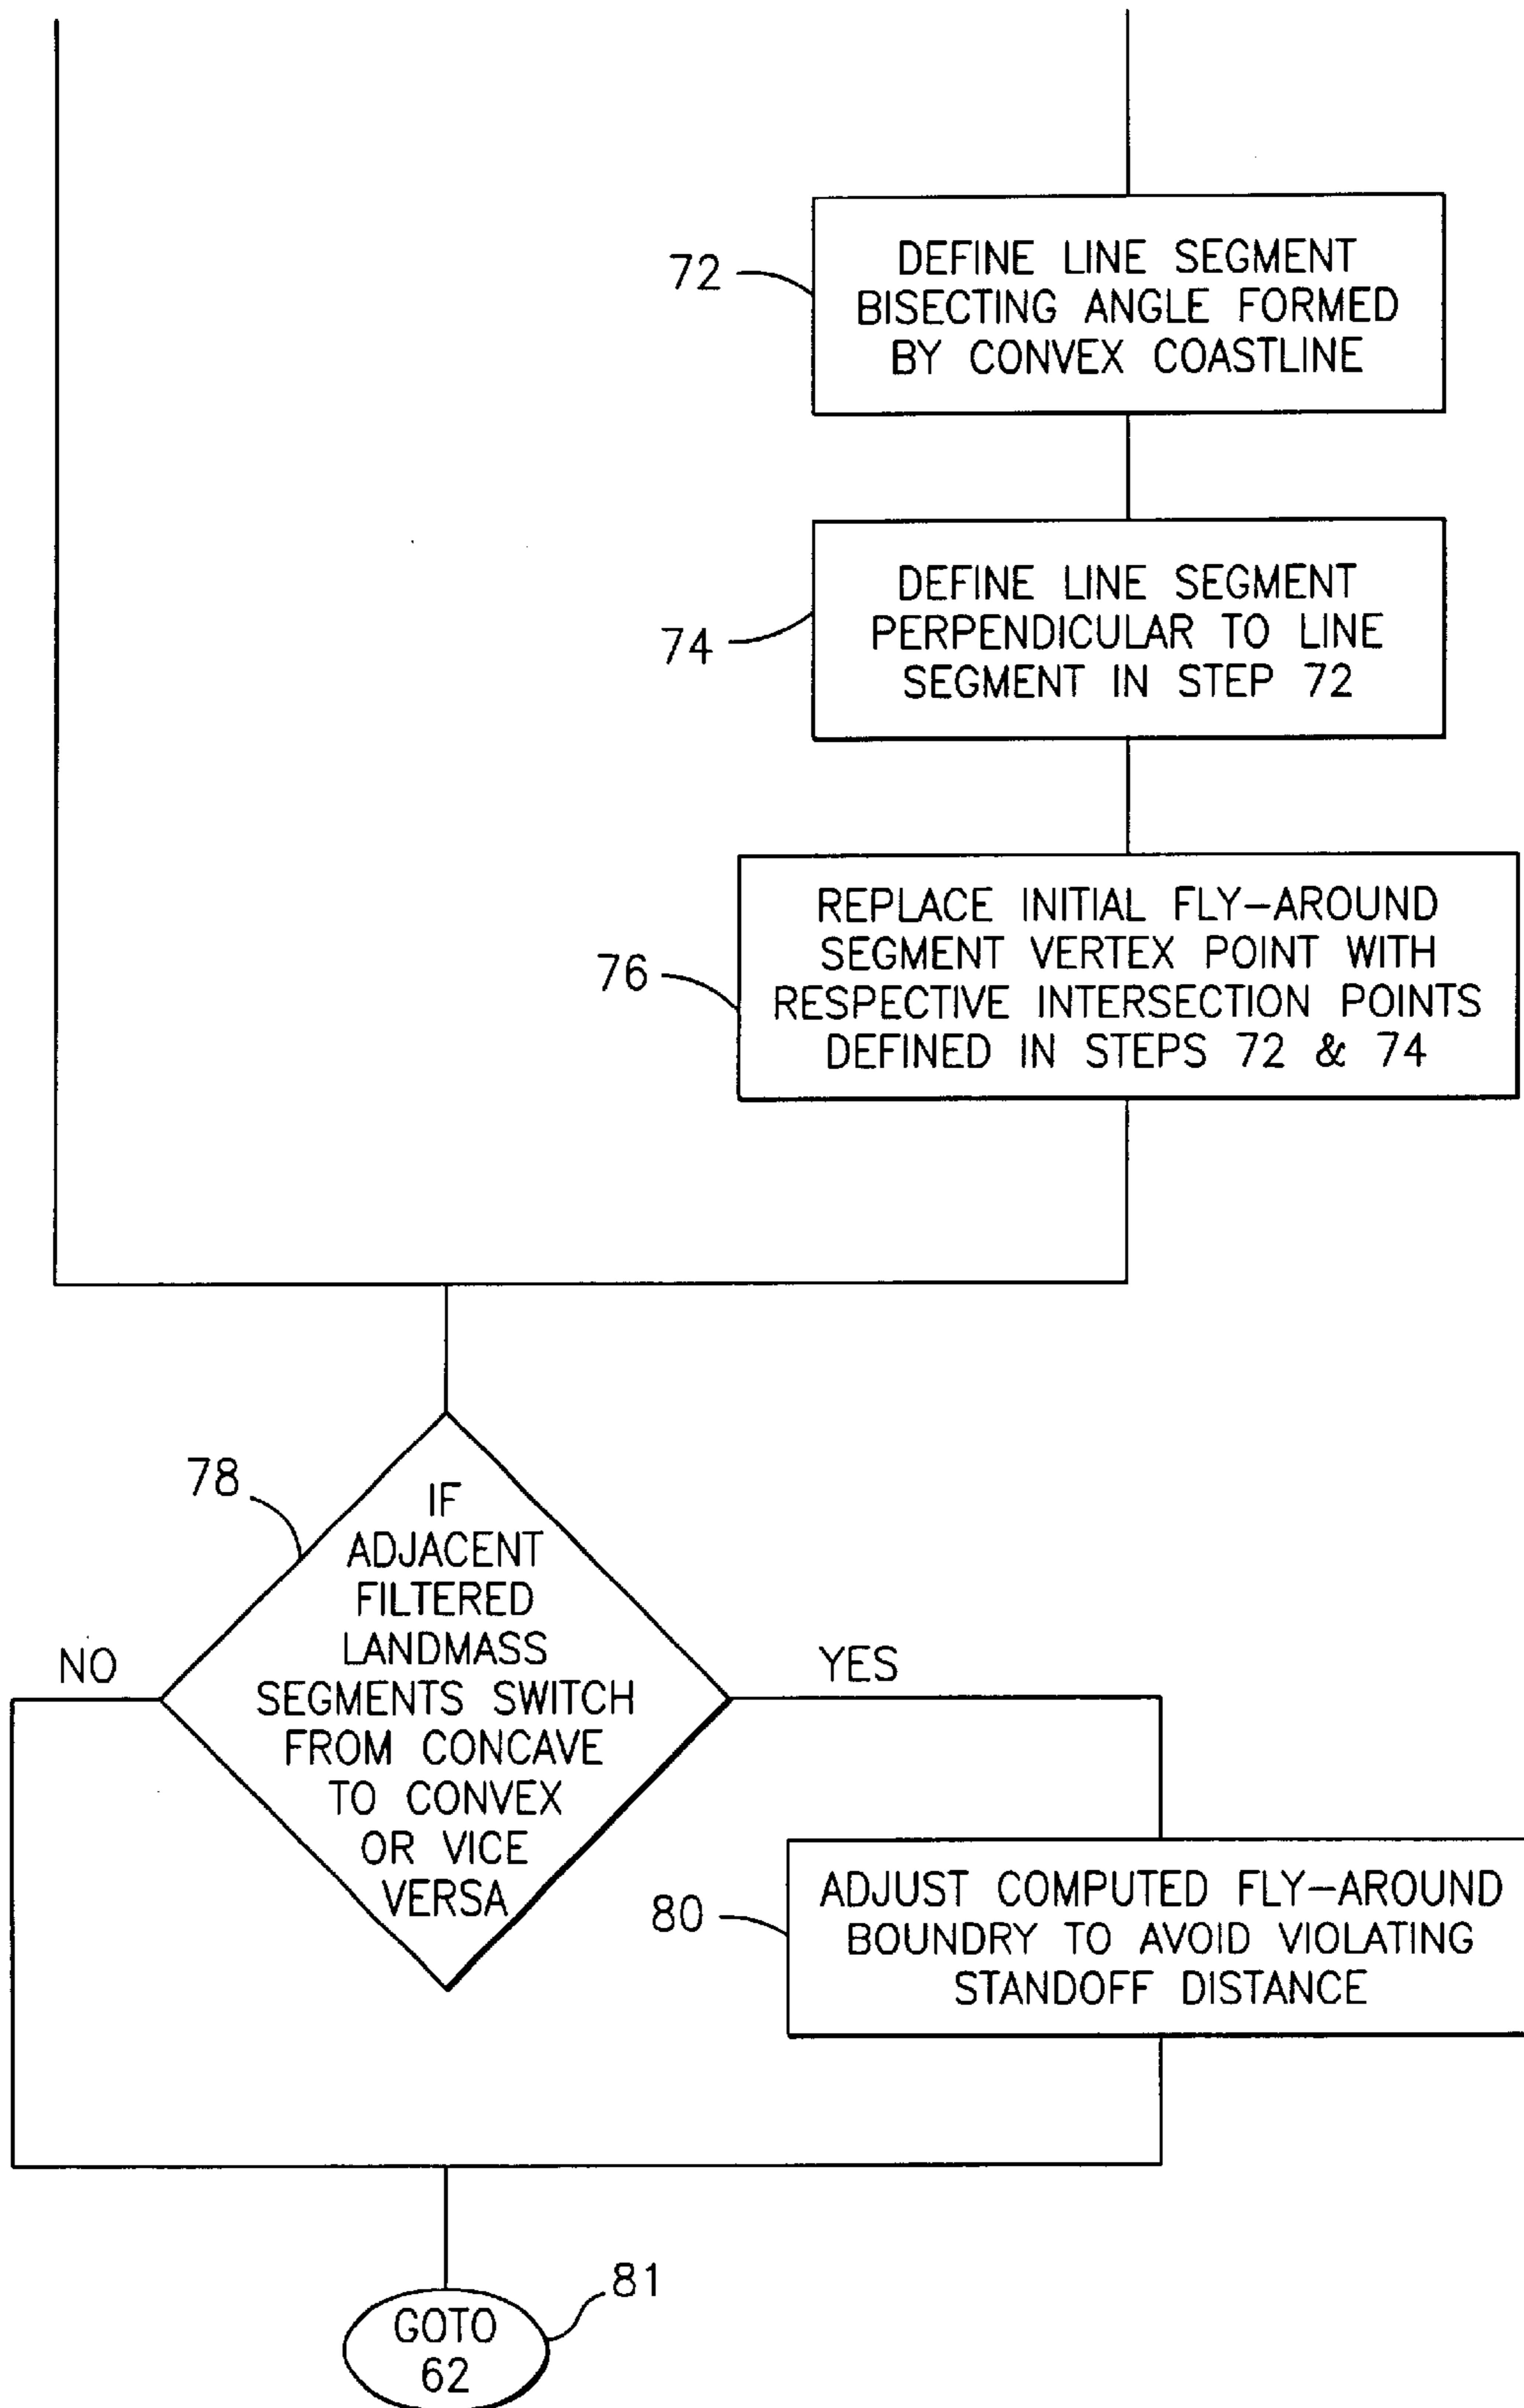 72
DEFINE LINE SEGMENT
BISECTING ANGLE FORMED
BY CONVEX COASTLINE
74
DEFINE LINE SEGMENT
PERPENDICULAR TO LINE
SEGMENT IN STEP 72
76
REPLACE INITIAL FLY-AROUND
SEGMENT VERTEX POINT WITH
RESPECTIVE INTERSECTION POINTS
DEFINED IN STEPS 72 & 74
78
IF
ADJACENT
FILTERED
LANDMASS
SEGMENTS SWITCH
FROM CONCAVE
TO CONVEX
OR VICE
VERSA
NO
YES
80
ADJUST COMPUTED FLY-AROUND
BOUNDRY TO AVOID VIOLATING
STANDOFF DISTANCE
81
GOTO
62